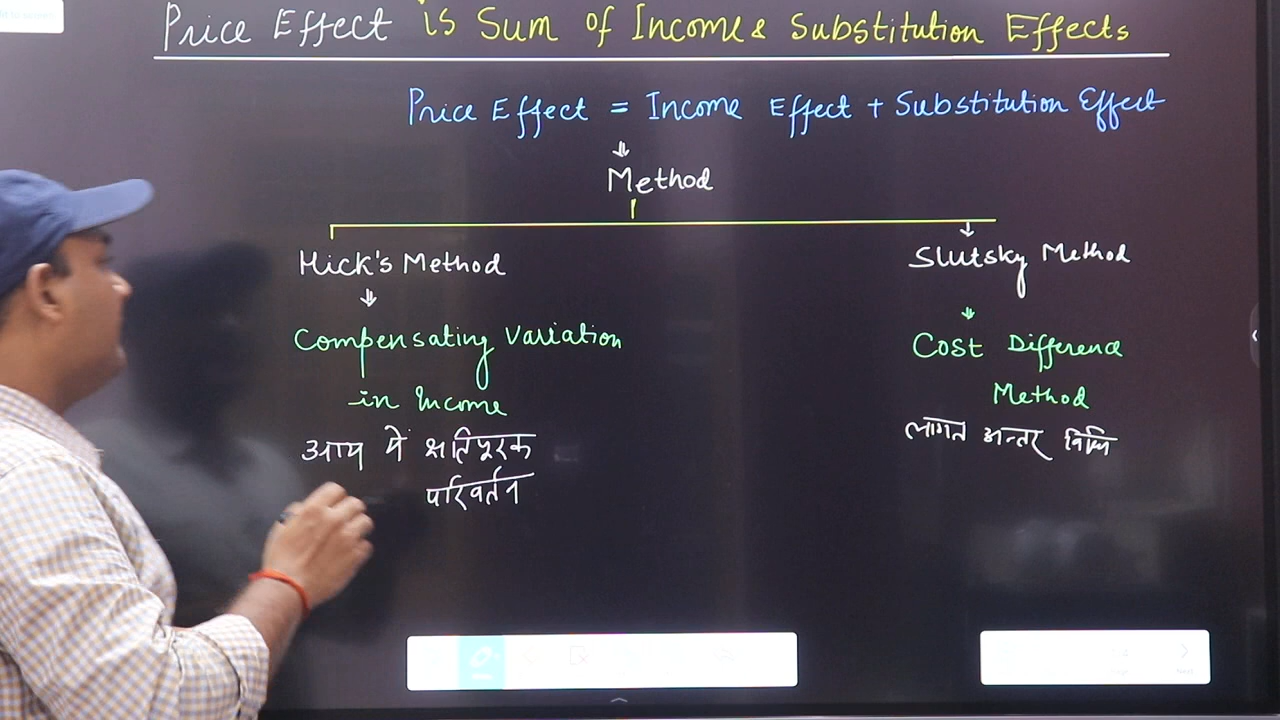 Price Effect is Sum of Income & Substitution Effects
Price Effect = Income Effect + Substitution Effect
Method
Hick's Method
Slutsky Method
Compensating Variation
in Income
Cost Difference
Method
आय में क्षतिपूरक
परिवर्तन
लागत अन्तर विधि